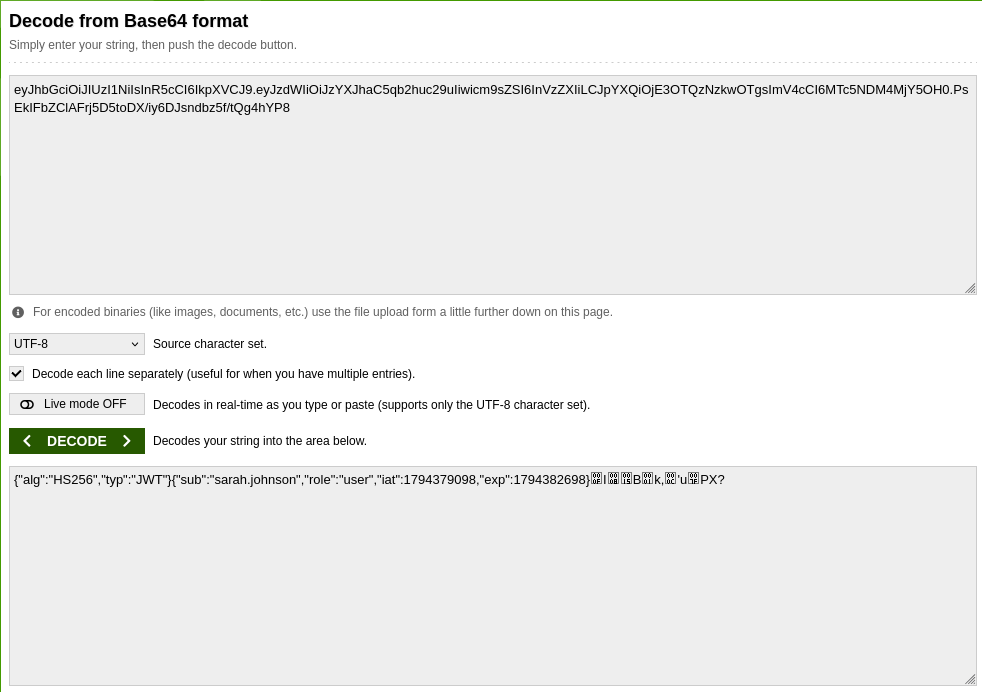 Decode from Base64 format
Simply enter your string, then push the decode button.
eyJhbGciOiJIUzI1NiIsInR5cCI6IkpXVCJ9.eyJzdWIiOiJzYXJhaC5qb2huc29uIiwicm9sZSI6InVzZXIiLCJpYXQiOjE3OTQzNzkwOTgsImV4cCI6MTc5NDM4MjY5OH0.Ps
EkIFbZClAFrj5D5toDX/iy6DJsndbz5f/tQg4hYP8
For encoded binaries (like images, documents, etc.) use the file upload form a little further down on this page.
UTF-8 Source character set.
Decode each line separately (useful for when you have multiple entries).
Live mode OFF Decodes in real-time as you type or paste (supports only the UTF-8 character set).
DECODE Decodes your string into the area below.
{"alg":"HS256","typ":"JWT"}{"sub":"sarah.johnson","role":"user","iat":1794379098,"exp":1794382698}IBk,'uPX?